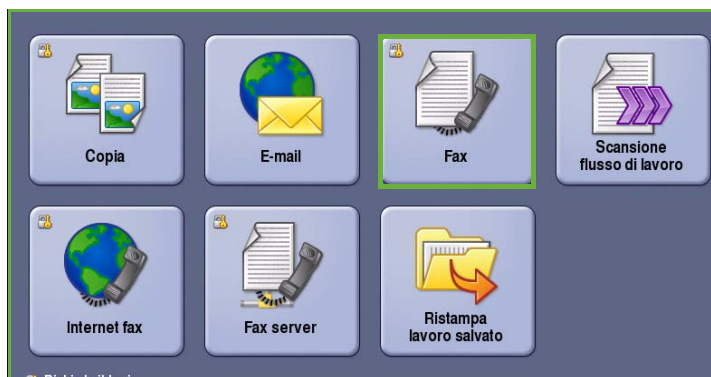 Copia
E-mail
Fax
Scansione
flusso di lavoro
Internet fax
Fax server
Ristampa
lavoro salvato